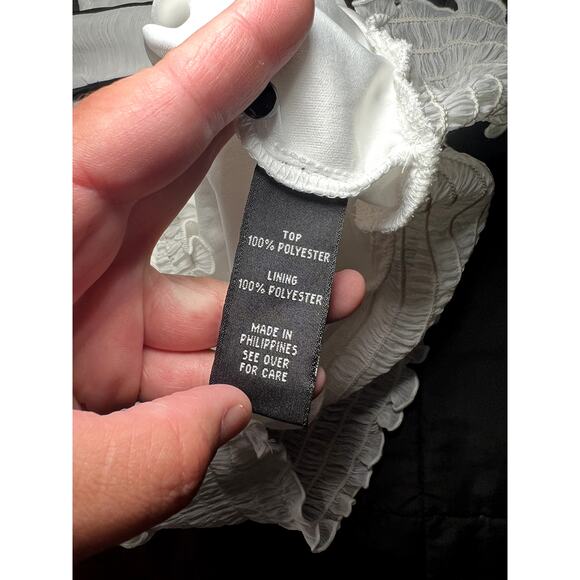 TOP
100% POLYESTER
LINING
100% POLYESTER
MADE IN
PHILIPPINES
SEE OVER
FOR CARE